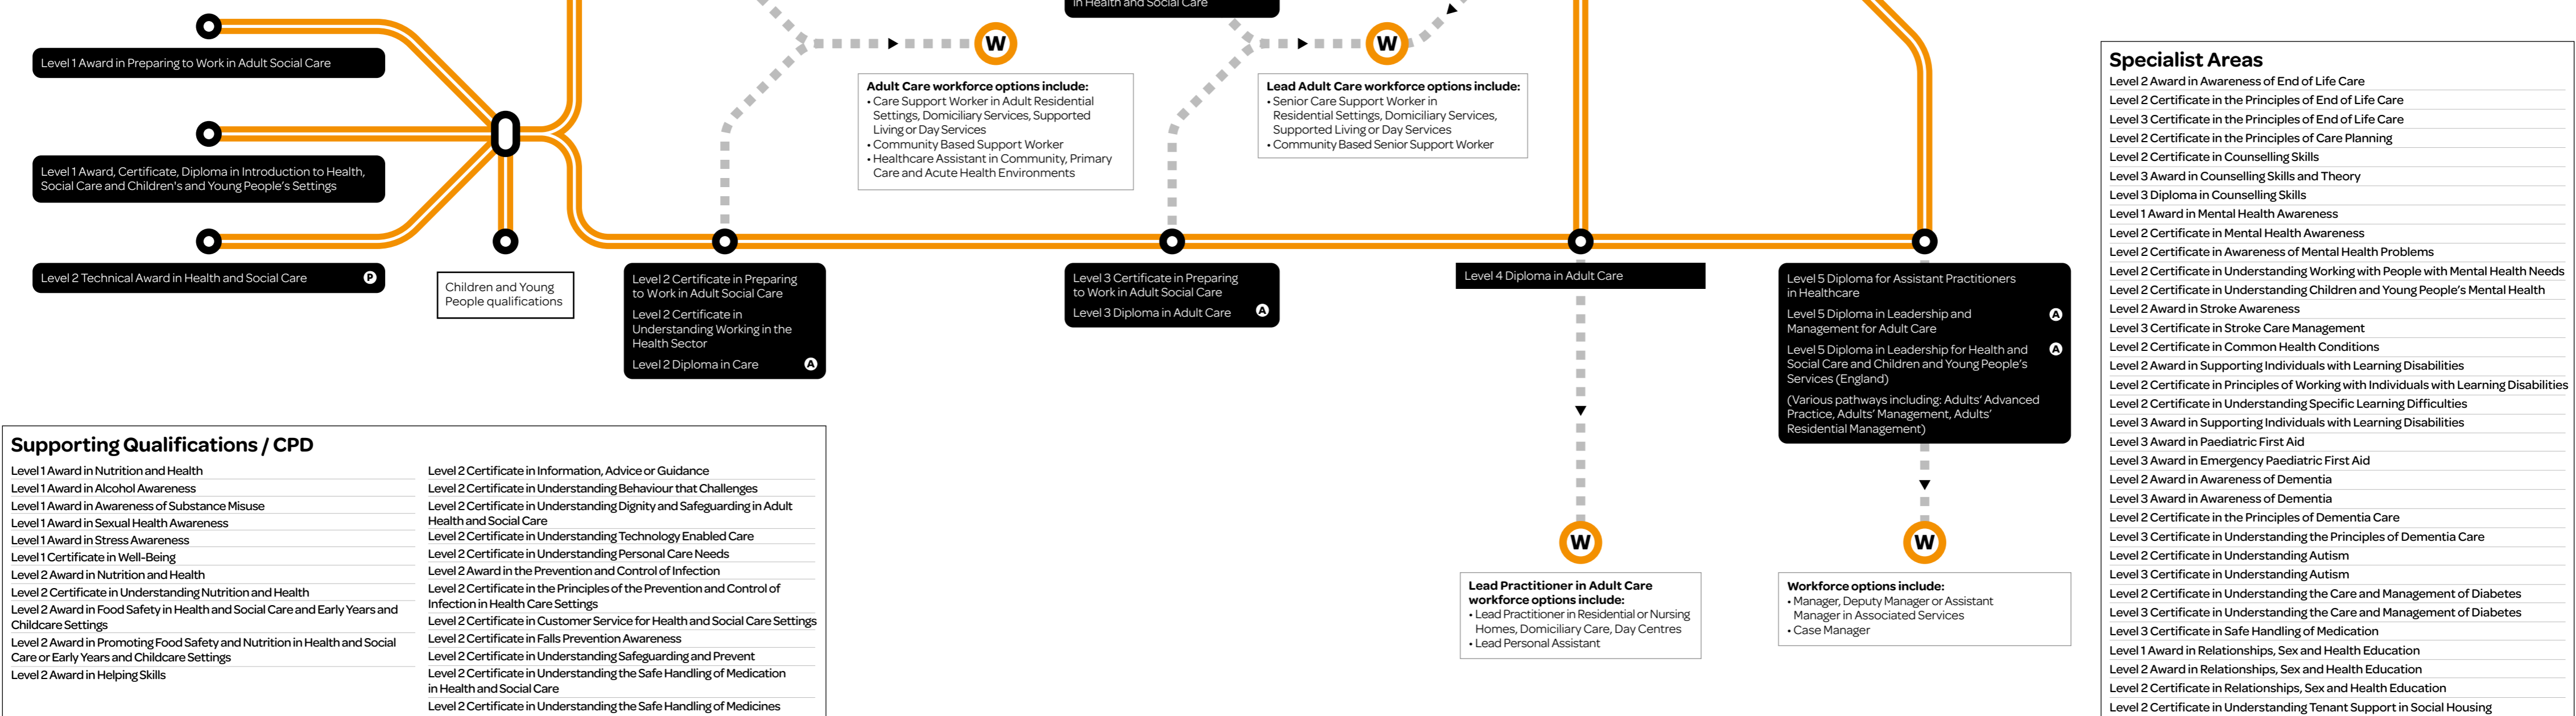 in Health and Social Care
Level 1 Award in Preparing to Work in Adult Social Care
Level 1 Award, Certificate, Diploma in Introduction to Health,
Social Care and Children's and Young People's Settings
Level 2 Technical Award in Health and Social Care
P
Children and Young
People qualifications
W
Adult Care workforce options include:
• Care Support Worker in Adult Residential
Settings, Domiciliary Services, Supported
Living or Day Services
• Community Based Support Worker
• Healthcare Assistant in Community, Primary
Care and Acute Health Environments
W
Lead Adult Care workforce options include:
• Senior Care Support Worker in
Residential Settings, Domiciliary Services,
Supported Living or Day Services
• Community Based Senior Support Worker
Level 2 Certificate in Preparing
to Work in Adult Social Care
Level 2 Certificate in
Understanding Working in the
Health Sector
Level 2 Diploma in Care
A
Level 3 Certificate in Preparing
to Work in Adult Social Care
Level 3 Diploma in Adult Care
A
Level 4 Diploma in Adult Care
Level 5 Diploma for Assistant Practitioners
in Healthcare
Level 5 Diploma in Leadership and
Management for Adult Care
A
Level 5 Diploma in Leadership for Health and
Social Care and Children and Young People's
Services (England)
A
(Various pathways including: Adults' Advanced
Practice, Adults' Management, Adults'
Residential Management)
W
Lead Practitioner in Adult Care
workforce options include:
• Lead Practitioner in Residential or Nursing
Homes, Domiciliary Care, Day Centres
• Lead Personal Assistant
W
Workforce options include:
• Manager, Deputy Manager or Assistant
Manager in Associated Services
• Case Manager
Supporting Qualifications / CPD
Level 1 Award in Nutrition and Health
Level 1 Award in Alcohol Awareness
Level 1 Award in Awareness of Substance Misuse
Level 1 Award in Sexual Health Awareness
Level 1 Award in Stress Awareness
Level 1 Certificate in Well-Being
Level 2 Award in Nutrition and Health
Level 2 Certificate in Understanding Nutrition and Health
Level 2 Award in Food Safety in Health and Social Care and Early Years and
Childcare Settings
Level 2 Award in Promoting Food Safety and Nutrition in Health and Social
Care or Early Years and Childcare Settings
Level 2 Award in Helping Skills
Level 2 Certificate in Information, Advice or Guidance
Level 2 Certificate in Understanding Behaviour that Challenges
Level 2 Certificate in Understanding Dignity and Safeguarding in Adult
Health and Social Care
Level 2 Certificate in Understanding Technology Enabled Care
Level 2 Certificate in Understanding Personal Care Needs
Level 2 Award in the Prevention and Control of Infection
Level 2 Certificate in the Principles of the Prevention and Control of
Infection in Health Care Settings
Level 2 Certificate in Customer Service for Health and Social Care Settings
Level 2 Certificate in Falls Prevention Awareness
Level 2 Certificate in Understanding Safeguarding and Prevent
Level 2 Certificate in Understanding the Safe Handling of Medication
in Health and Social Care
Level 2 Certificate in Understanding the Safe Handling of Medicines
Specialist Areas
Level 2 Award in Awareness of End of Life Care
Level 2 Certificate in the Principles of End of Life Care
Level 3 Certificate in the Principles of End of Life Care
Level 2 Certificate in the Principles of Care Planning
Level 2 Certificate in Counselling Skills
Level 3 Award in Counselling Skills and Theory
Level 3 Diploma in Counselling Skills
Level 1 Award in Mental Health Awareness
Level 2 Certificate in Mental Health Awareness
Level 2 Certificate in Awareness of Mental Health Problems
Level 2 Certificate in Understanding Working with People with Mental Health Needs
Level 2 Certificate in Understanding Children and Young People's Mental Health
Level 2 Award in Stroke Awareness
Level 3 Certificate in Stroke Care Management
Level 2 Certificate in Common Health Conditions
Level 2 Award in Supporting Individuals with Learning Disabilities
Level 2 Certificate in Principles of Working with Individuals with Learning Disabilities
Level 2 Certificate in Understanding Specific Learning Difficulties
Level 3 Award in Supporting Individuals with Learning Disabilities
Level 3 Award in Paediatric First Aid
Level 3 Award in Emergency Paediatric First Aid
Level 2 Award in Awareness of Dementia
Level 3 Award in Awareness of Dementia
Level 2 Certificate in the Principles of Dementia Care
Level 3 Certificate in Understanding the Principles of Dementia Care
Level 2 Certificate in Understanding Autism
Level 3 Certificate in Understanding Autism
Level 2 Certificate in Understanding the Care and Management of Diabetes
Level 3 Certificate in Understanding the Care and Management of Diabetes
Level 3 Certificate in Safe Handling of Medication
Level 1 Award in Relationships, Sex and Health Education
Level 2 Award in Relationships, Sex and Health Education
Level 2 Certificate in Relationships, Sex and Health Education
Level 2 Certificate in Understanding Tenant Support in Social Housing